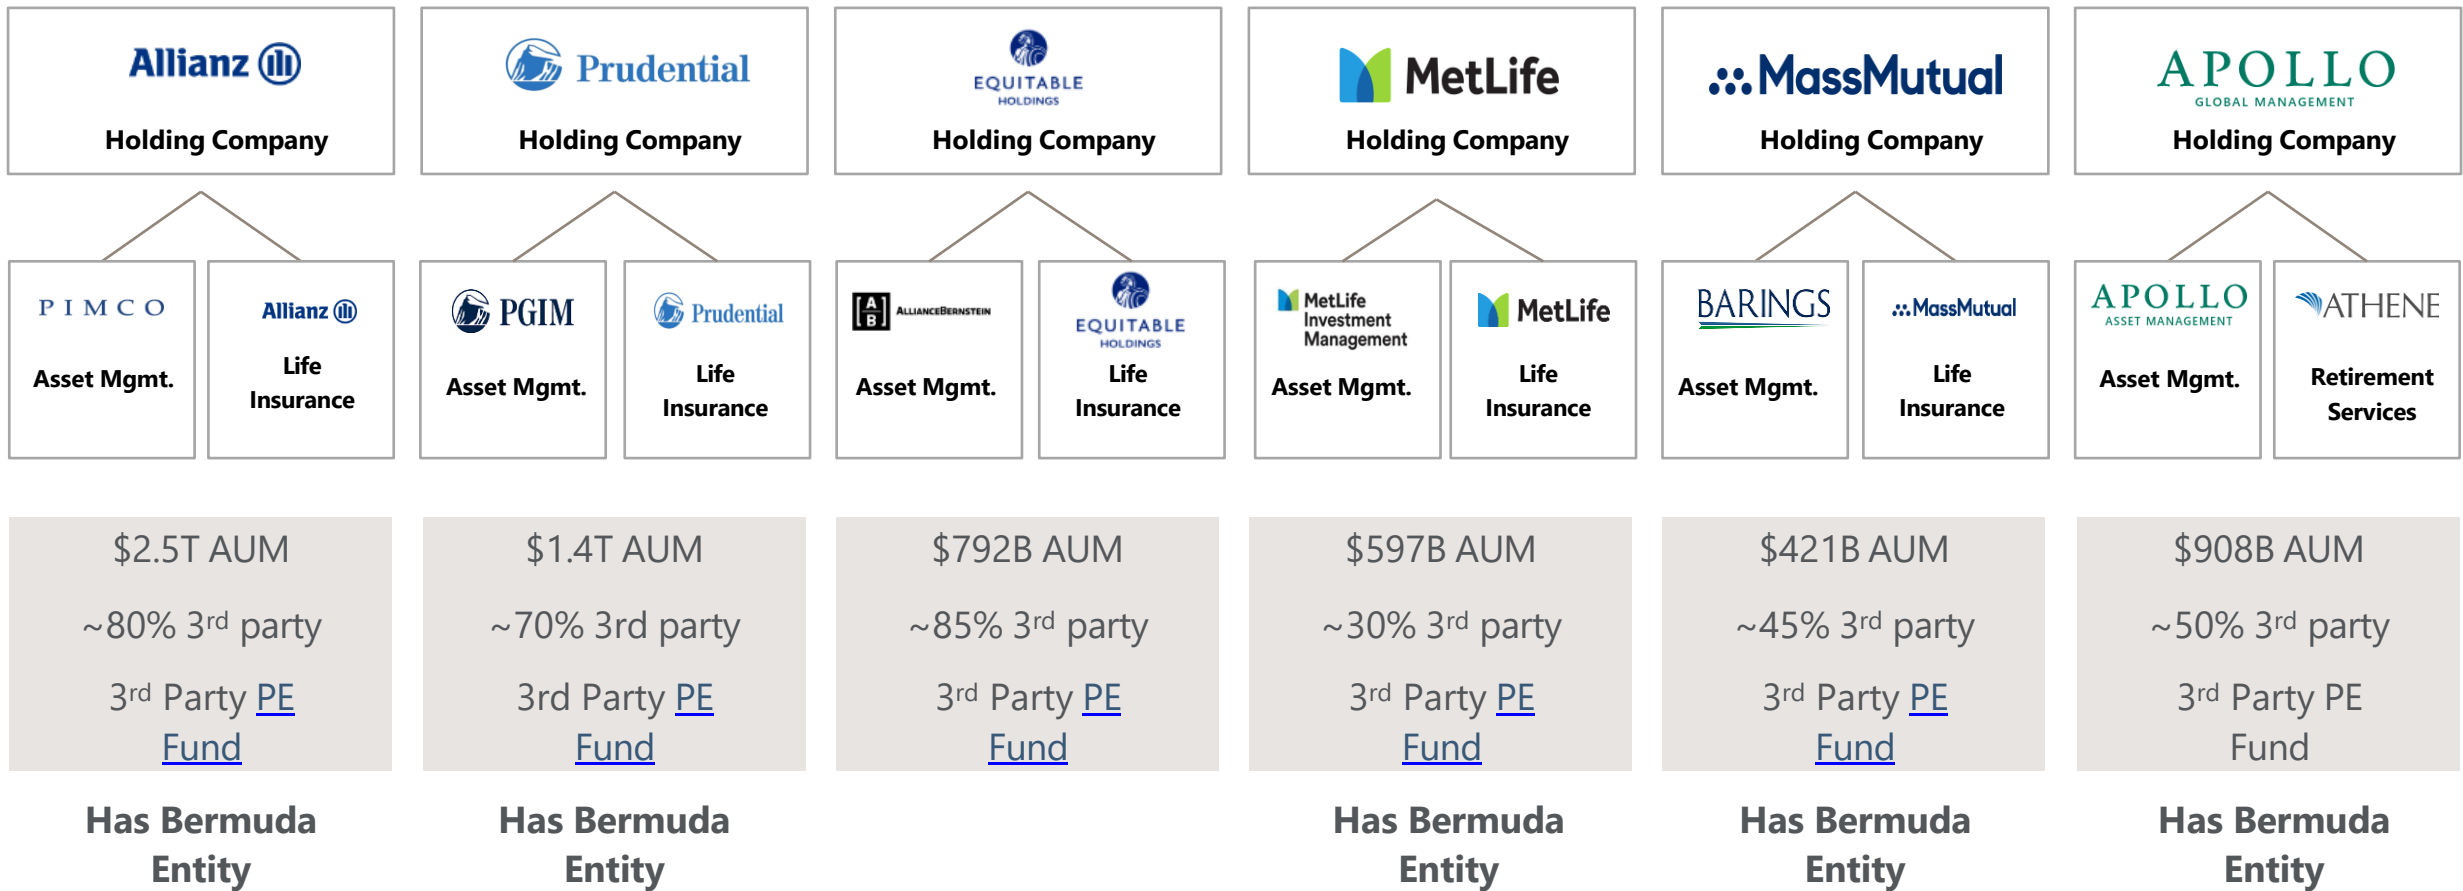 Allianz
Holding Company
Prudential
Holding Company
EQUITABLE
HOLDINGS
Holding Company
MetLife
Holding Company
MassMutual
Holding Company
APOLLO
GLOBAL MANAGEMENT
Holding Company
PIMCO
Asset Mgmt.
Allianz
Life
Insurance
PGIM
Asset Mgmt.
Prudential
Life
Insurance
[A]
[B]
ALLIANCEBERNSTEIN
Asset Mgmt.
EQUITABLE
HOLDINGS
Life
Insurance
MetLife
Investment
Management
Asset Mgmt.
MetLife
Life
Insurance
BARINGS
Asset Mgmt.
MassMutual
Life
Insurance
APOLLO
ASSET MANAGEMENT
Asset Mgmt.
ATHENE
Retirement
Services
$2.5T AUM
~80% 3rd party
3rd Party PE
Fund
Has Bermuda
Entity
$1.4T AUM
~70% 3rd party
3rd Party PE
Fund
Has Bermuda
Entity
$792B AUM
~85% 3rd party
3rd Party PE
Fund
$597B AUM
~30% 3rd party
3rd Party PE
Fund
Has Bermuda
Entity
$421B AUM
~45% 3rd party
3rd Party PE
Fund
Has Bermuda
Entity
$908B AUM
~50% 3rd party
3rd Party PE
Fund
Has Bermuda
Entity